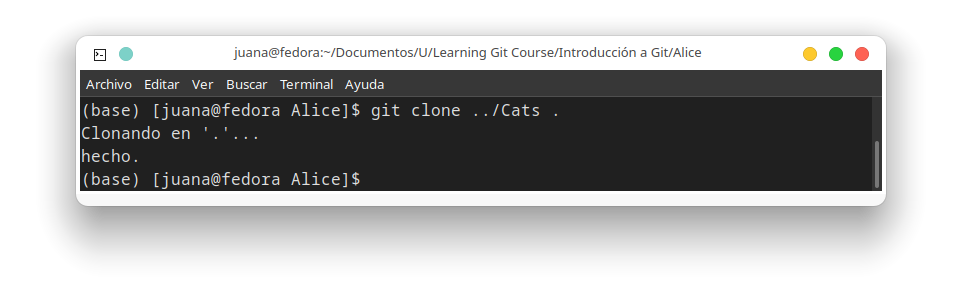 juana@fedora:~/Documentos/U/Learning Git Course/Introducción a Git/Alice
Archivo Editar Ver Buscar Terminal Ayuda
(base) [juana@fedora Alice]$ git clone ../Cats .
Clonando en '.'...
hecho.
(base) [juana@fedora Alice]$